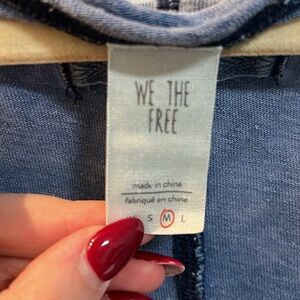 WE THE
FREE
made in china
fabriqué en chine
S M L